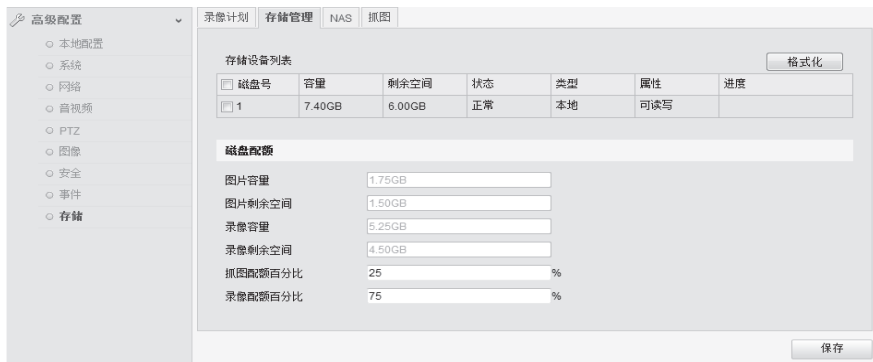 高级配置
本地配置
系统
网络
音视频
PTZ
图像
安全
事件
存储
录像计划 存储管理 NAS 抓图
存储设备列表 格式化
磁盘号 容量 剩余空间 状态 类型 属性 进度
1 7.40GB 6.00GB 正常 本地 可读写
磁盘配额
图片容量 1.75GB
图片剩余空间 1.50GB
录像容量 5.25GB
录像剩余空间 4.50GB
抓图配额百分比 25 %
录像配额百分比 75 %
保存